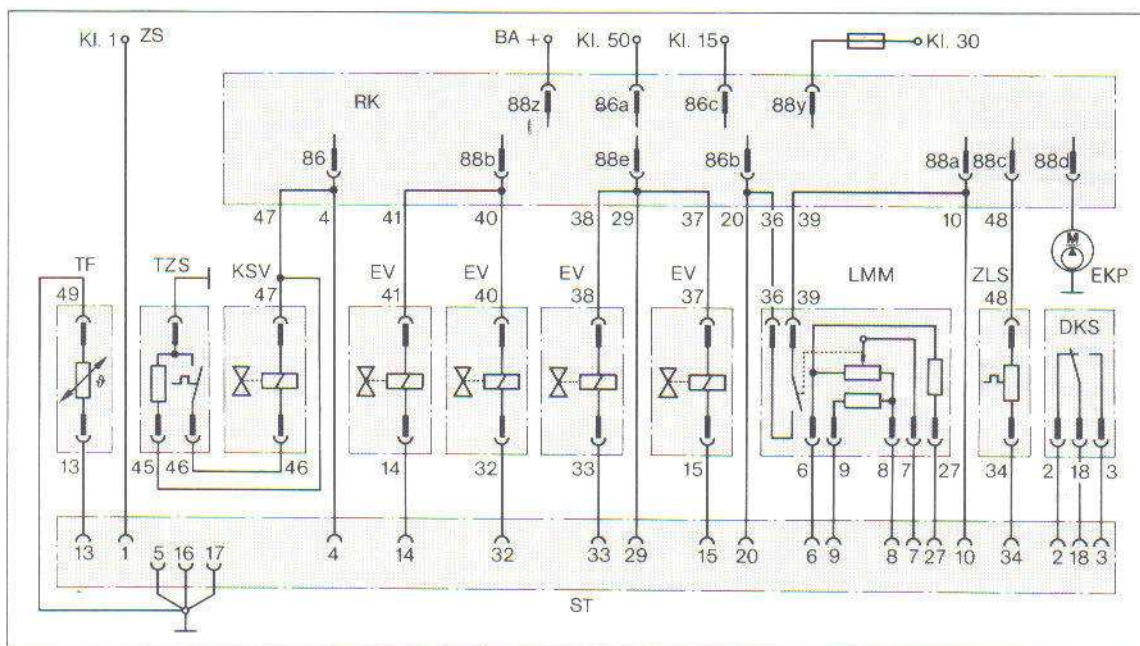 Kl. 1 ZS BA + Kl. 50 Kl. 15 Kl. 30
RK 88z 86a 86c 88y
86 88b 88e 86b 88a 88c 88d
47 4 41 40 38 29 37 20 36 39 10 48
M
TF TZS KSV EV EV EV EV LMM ZLS EKP
49 47 41 40 38 37 36 39 48 DKS
ϑ
13 45 46 46 14 32 33 15 6 9 8 7 27 34 2 18 3
13 1 5 16 17 4 14 32 33 29 15 20 6 9 8 7 27 10 34 2 18 3
ST